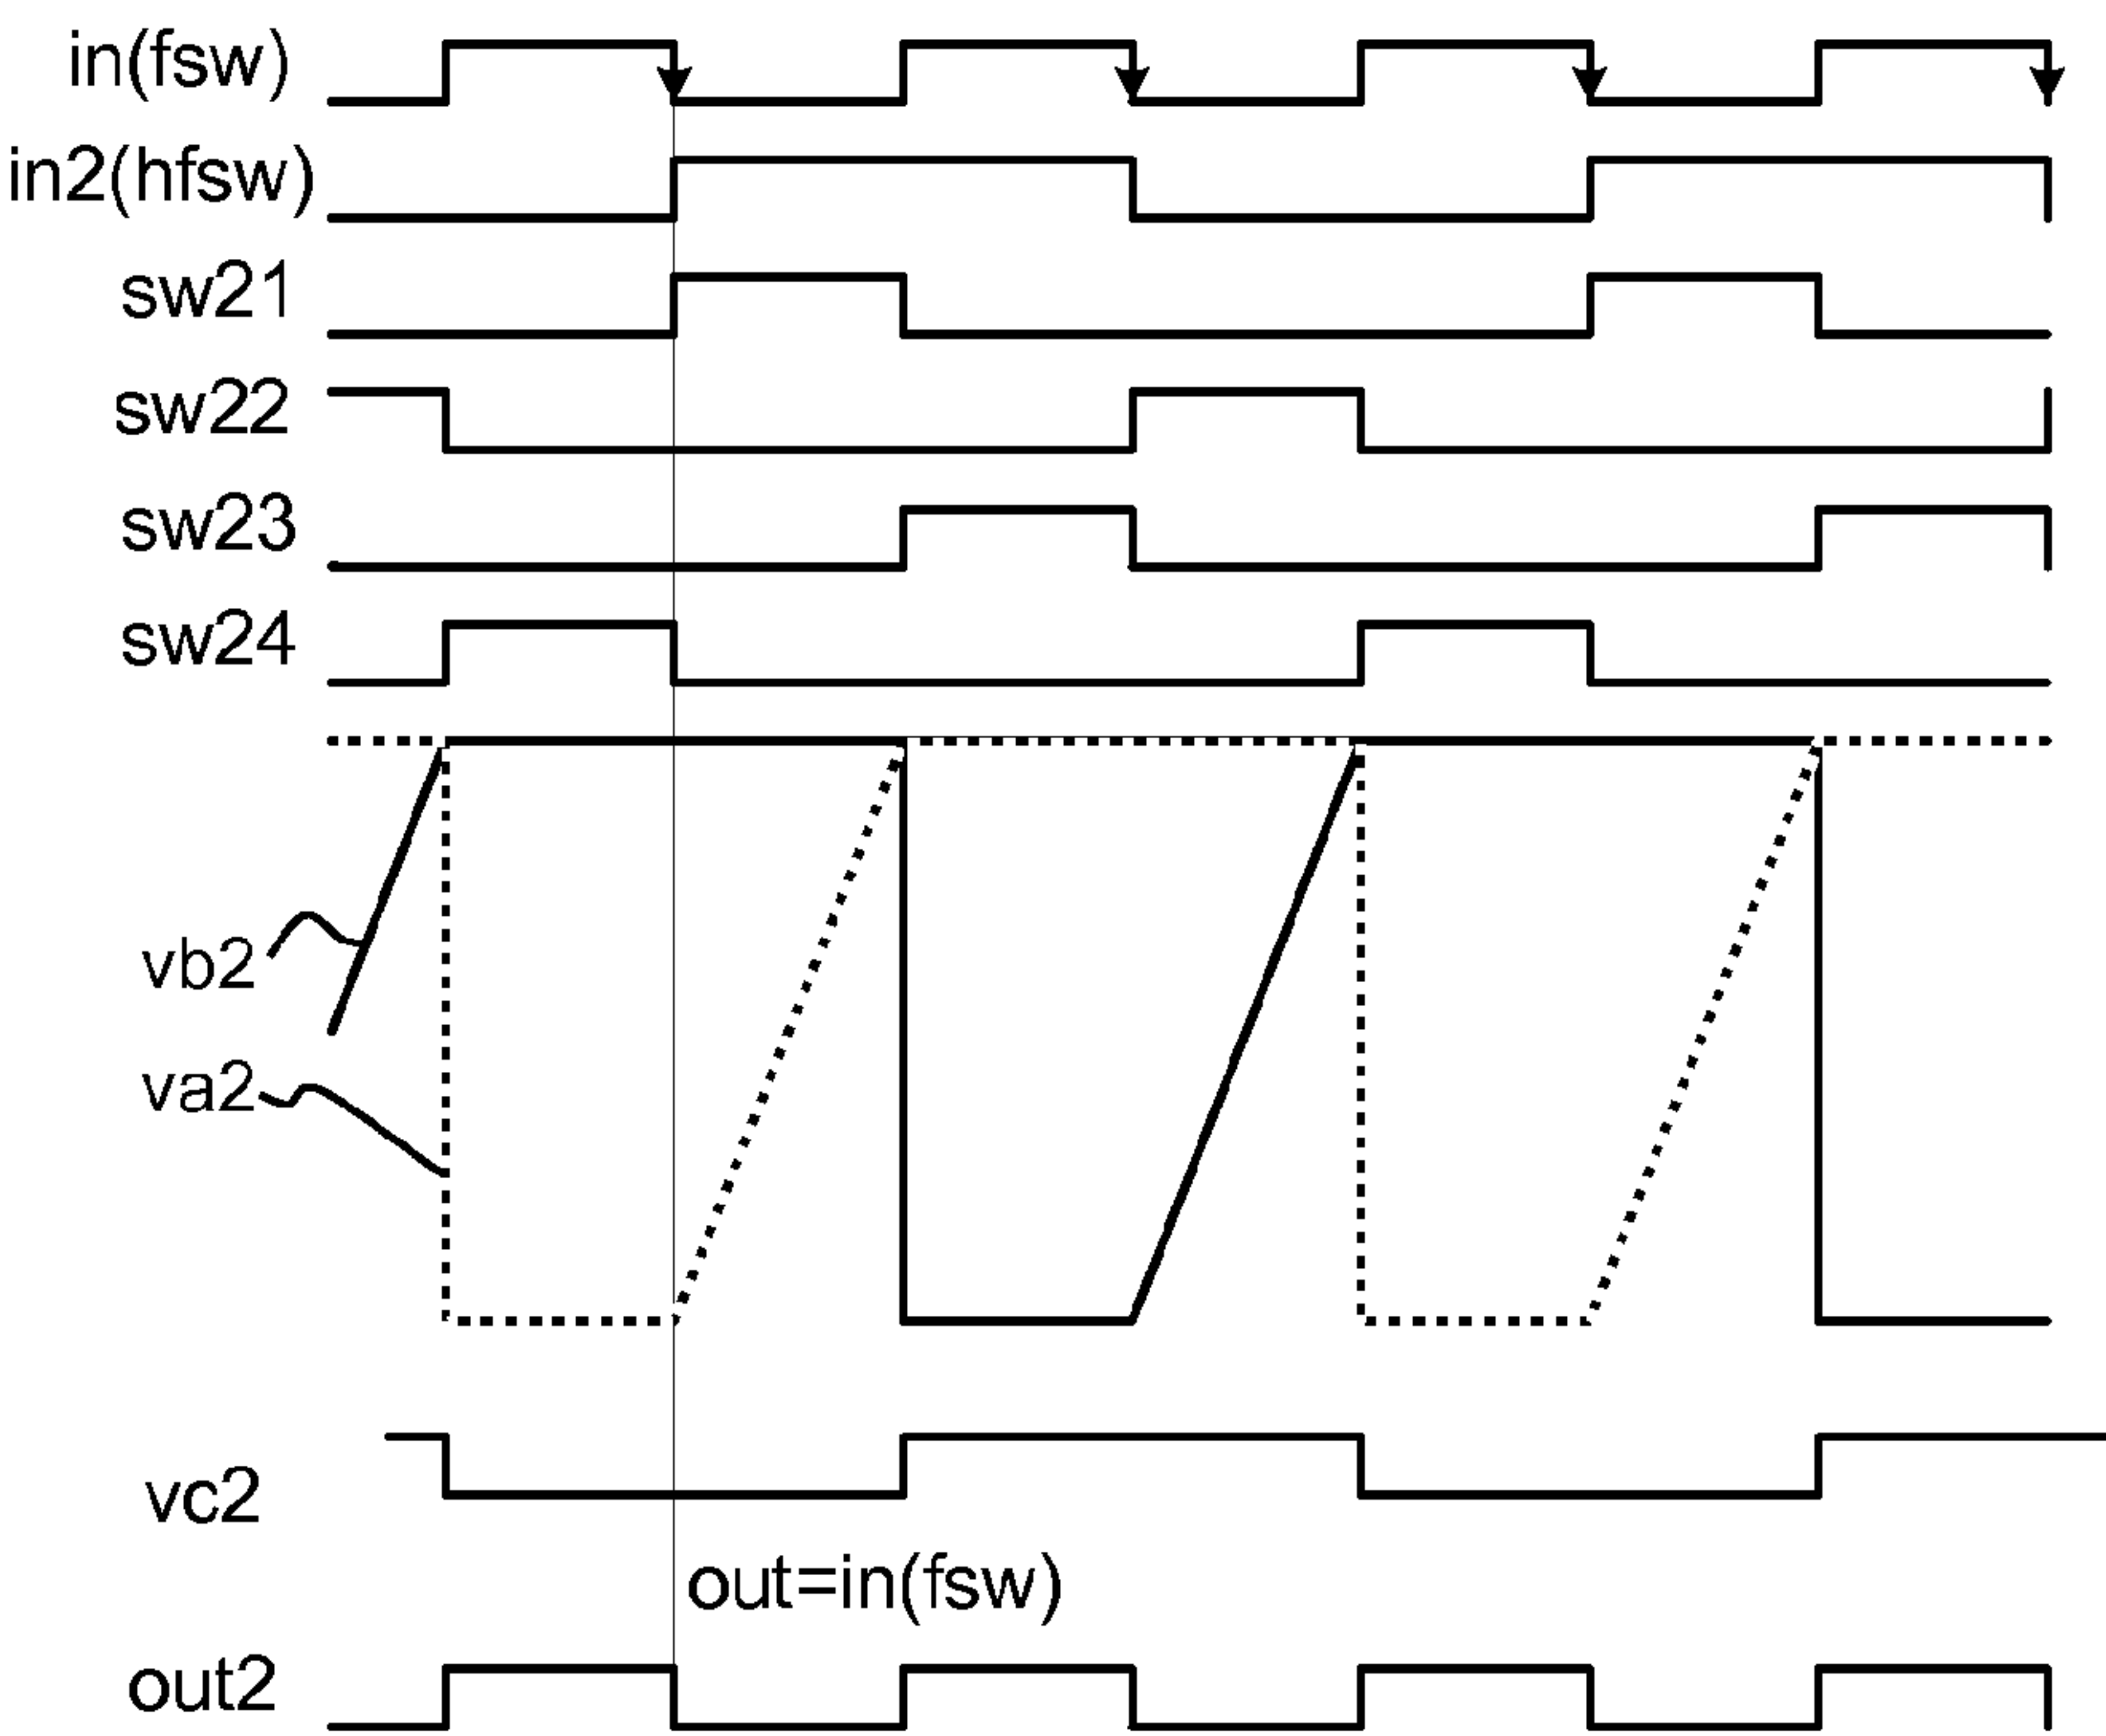 in(fsw)
in2(hfsw)
sw21
sw22
sw23
sw24
vb2
va2
vc2
out=in(fsw)
out2